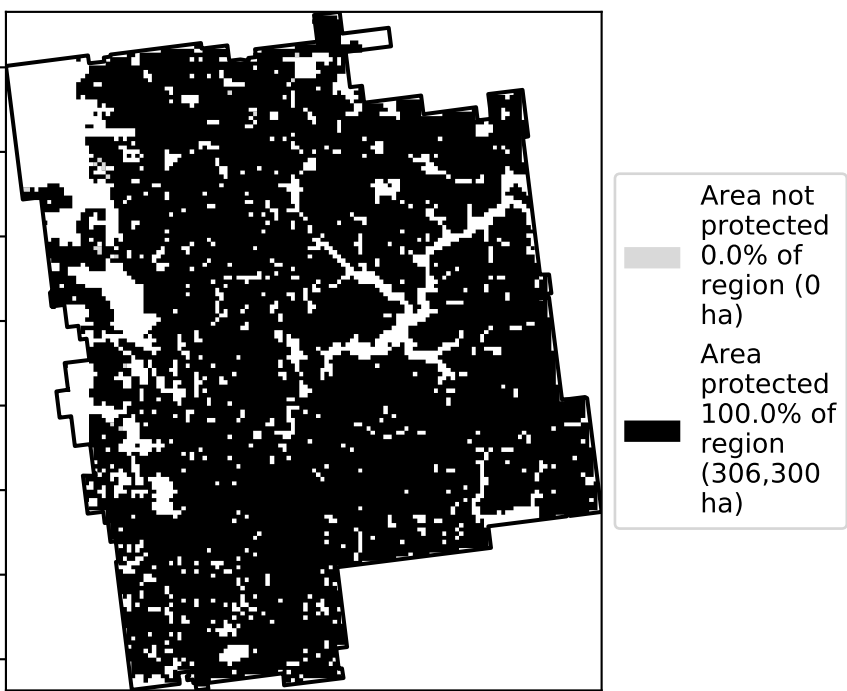 Area not
protected
0.0% of
region (0
ha)
Area
protected
100.0% of
region
(306,300
ha)